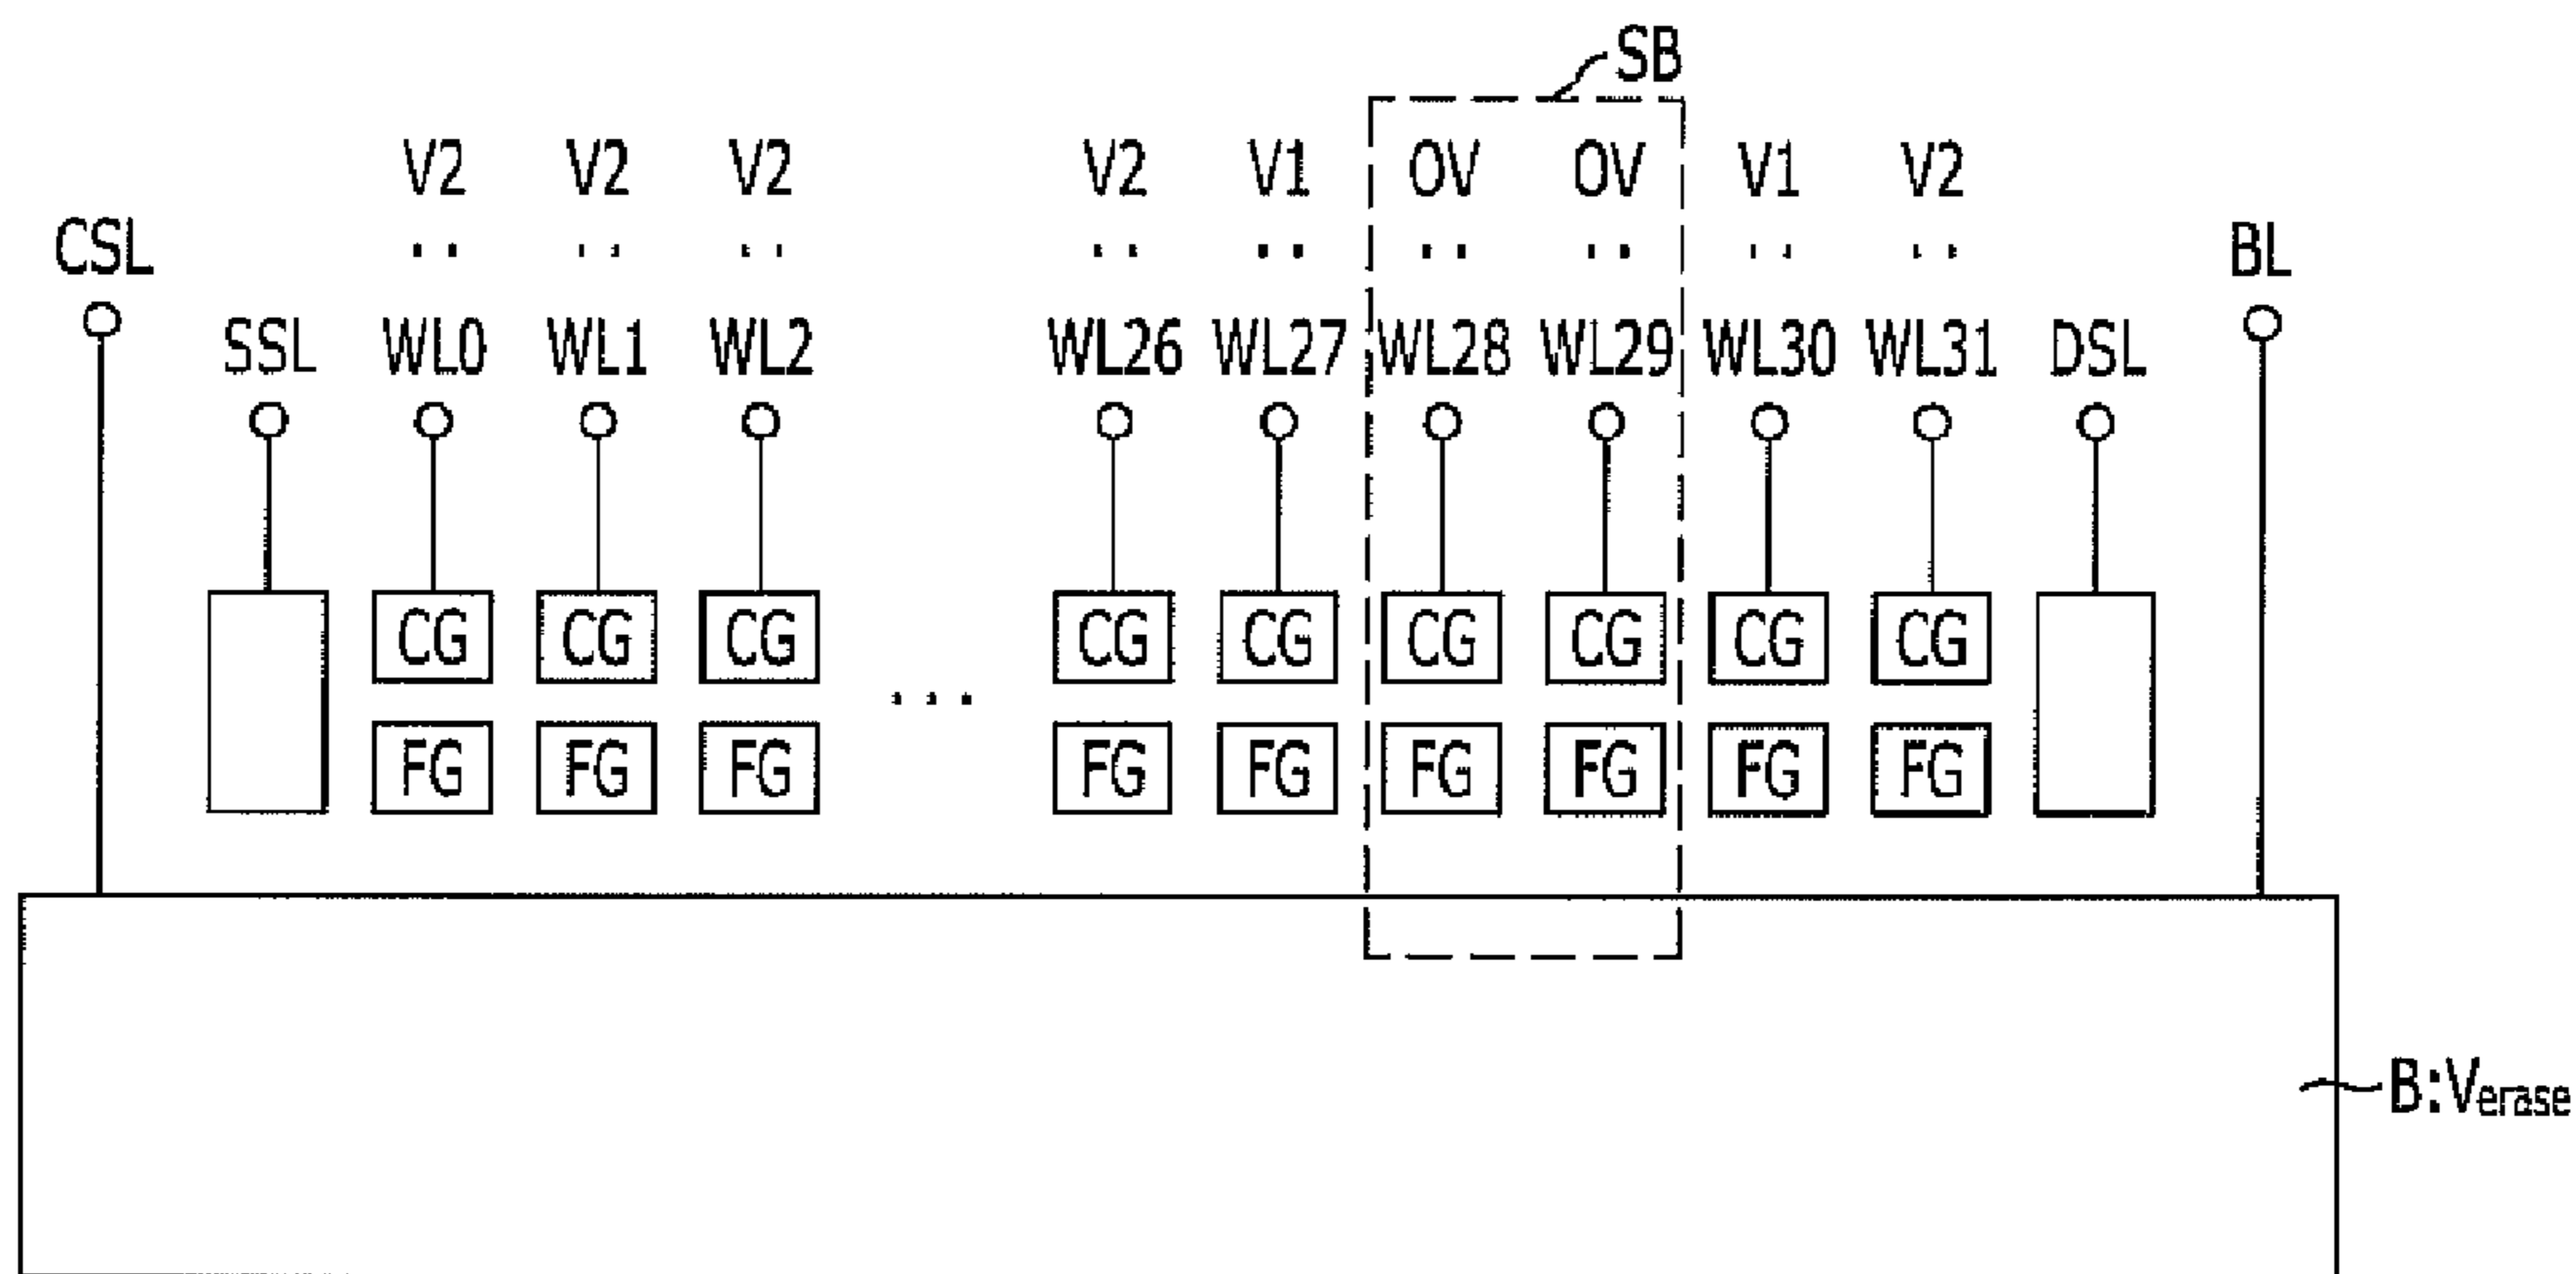 SB
V2 V2 V2 V2 V1 0V 0V V1 V2
CSL BL
SSL WL0 WL1 WL2 WL26 WL27 WL28 WL29 WL30 WL31 DSL
CG CG CG CG CG CG CG CG CG
...
FG FG FG FG FG FG FG FG FG
B:Verase